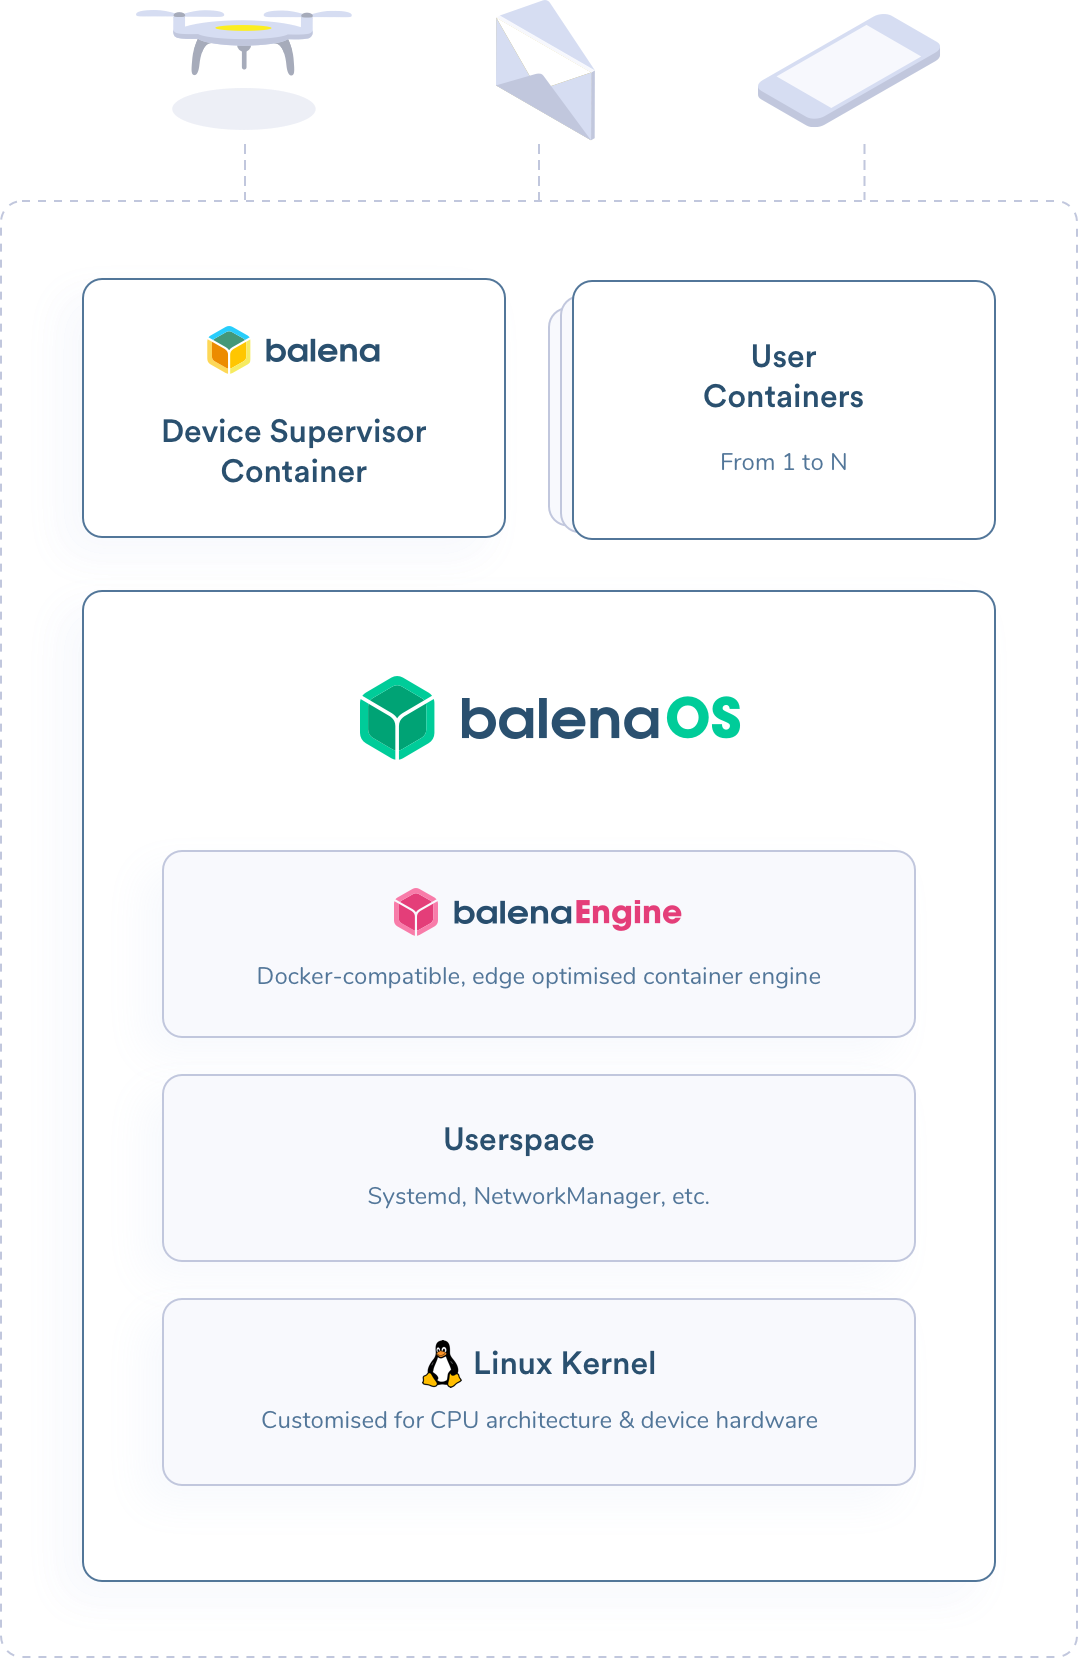 balena
Device Supervisor
Container
User
Containers
From 1 to N
balenaOS
balenaEngine
Docker-compatible, edge optimised container engine
Userspace
Systemd, NetworkManager, etc.
Linux Kernel
Customised for CPU architecture & device hardware